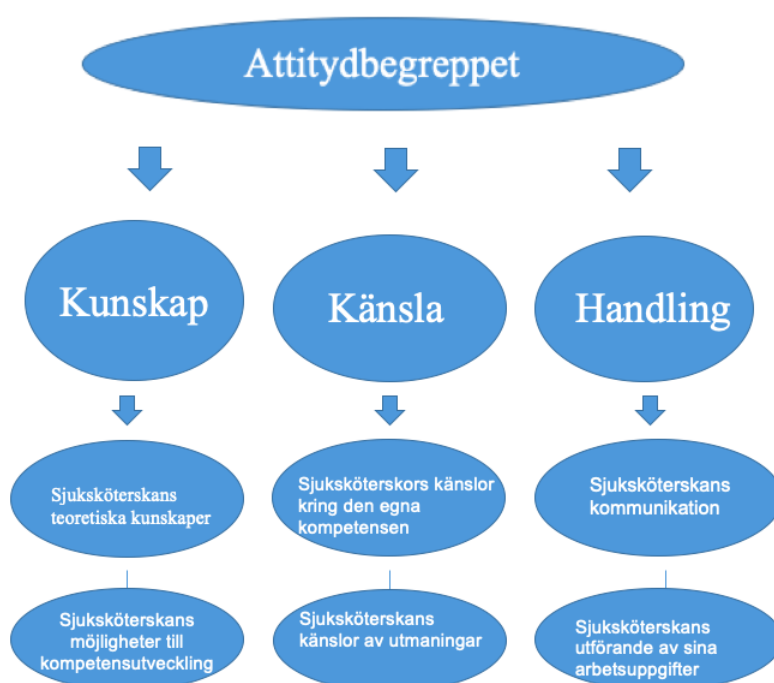 Attitydbegreppet
Kunskap
Känsla
Handling
Sjuksköterskans
teoretiska kunskaper
Sjuksköterskors känslor
kring den egna
kompetensen
Sjuksköterskans
kommunikation
Sjuksköterskans
möjligheter till
kompetensutveckling
Sjuksköterskans
känslor av utmaningar
Sjuksköterskans
utförande av sina
arbetsuppgifter